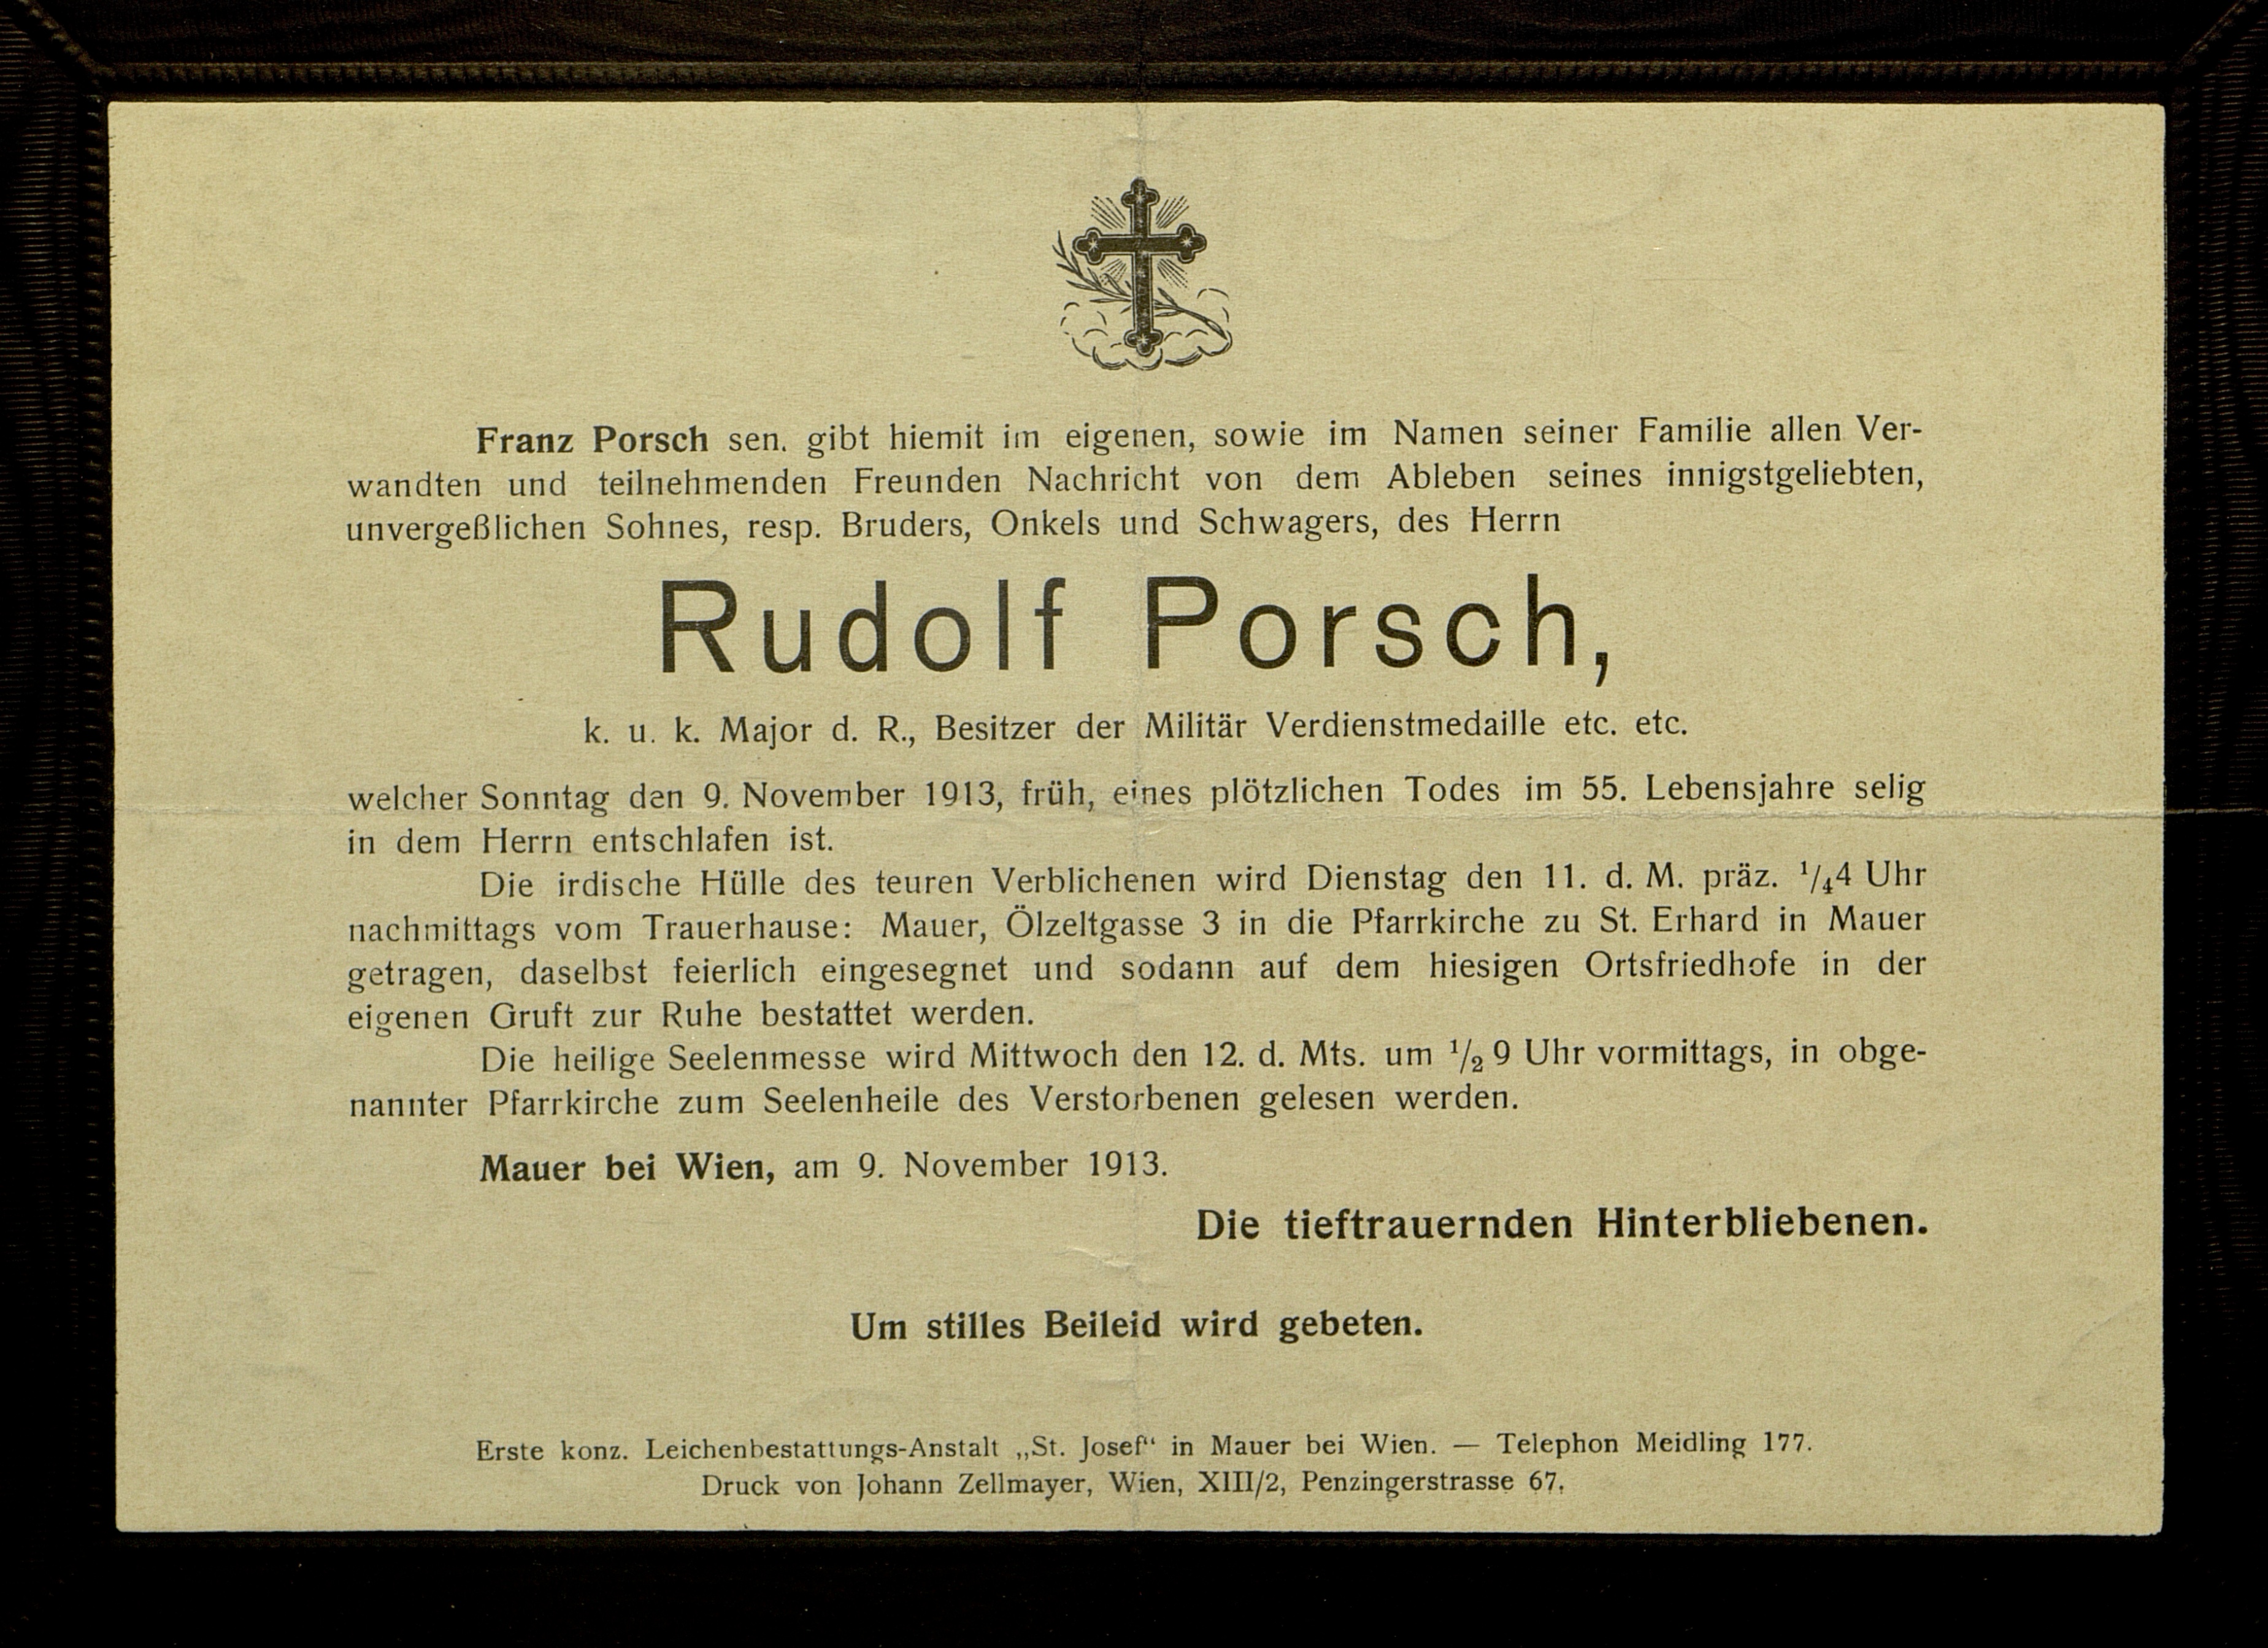 Franz Porsch sen. gibt hiemit im eigenen, sowie im Namen seiner Familie allen Ver-
wandten und teilnehmenden Freunden Nachricht von dem Ableben seines innigstgeliebten,
unvergeßlichen Sohnes, resp. Bruders, Onkels und Schwagers, des Herrn
Rudolf Porsch,
k. u. k. Major d. R., Besitzer der Militär Verdienstmedaille etc. etc.
welcher Sonntag den 9. November 1913, früh, eines plötzlichen Todes im 55. Lebensjahre selig
in dem Herrn entschlafen ist.
Die irdische Hülle des teuren Verblichenen wird Dienstag den 11. d. M. präz. 1/44 Uhr
nachmittags vom Trauerhause: Mauer, Ölzeltgasse 3 in die Pfarrkirche zu St. Erhard in Mauer
getragen, daselbst feierlich eingesegnet und sodann auf dem hiesigen Ortsfriedhofe in der
eigenen Gruft zur Ruhe bestattet werden.
Die heilige Seelenmesse wird Mittwoch den 12. d. Mts. um 1/2 9 Uhr vormittags, in obge-
nannter Pfarrkirche zum Seelenheile des Verstorbenen gelesen werden.
Mauer bei Wien, am 9. November 1913.
Die tieftrauernden Hinterbliebenen.
Um stilles Beileid wird gebeten.
Erste konz. Leichenbestattungs-Anstalt „St. Josef“ in Mauer bei Wien. — Telephon Meidling 177.
Druck von Johann Zellmayer, Wien, XIII/2, Penzingerstrasse 67.